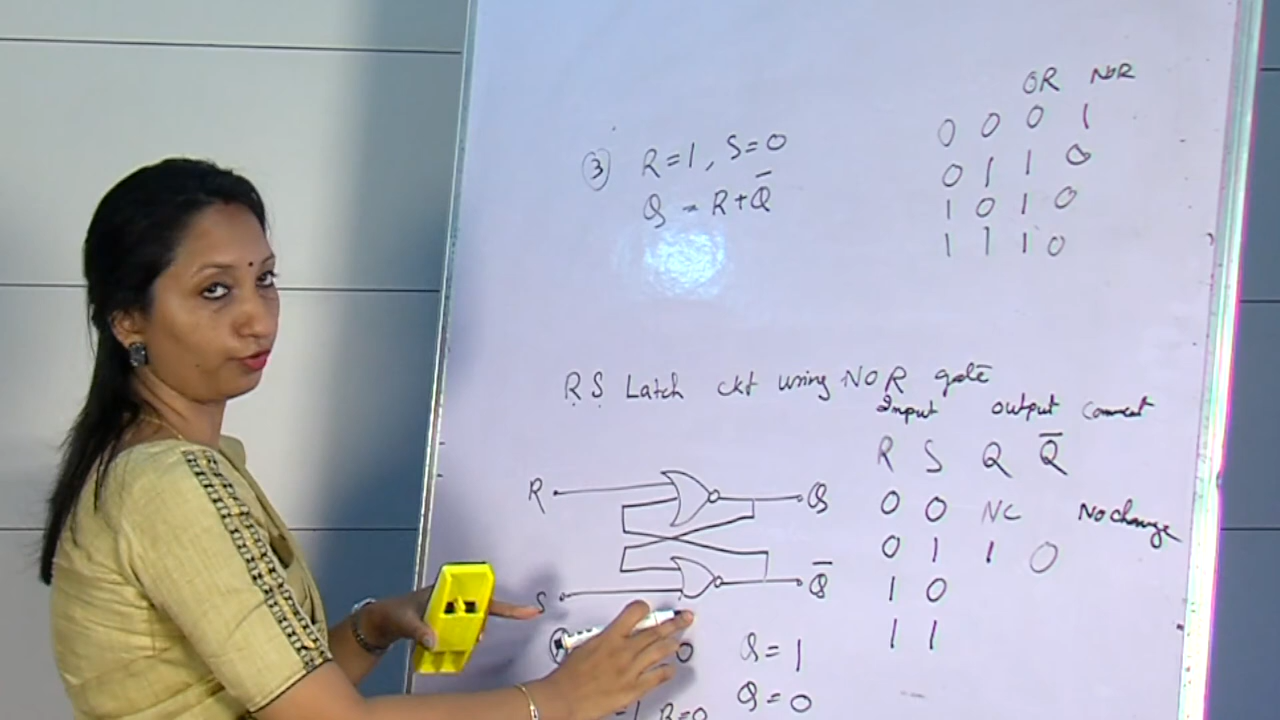 OR NOR
0 0 0 1
0 1 1 0
1 0 1 0
1 1 1 0
③ R=1, S=0
Q = R+Q̅
RS Latch ckt using NOR gate
Input Output Comment
R S Q Q̅
0 0 NC No change
0 1 1 0
1 0
1 1
R Q
S Q̅
0 Q=1
R=0 Q=0